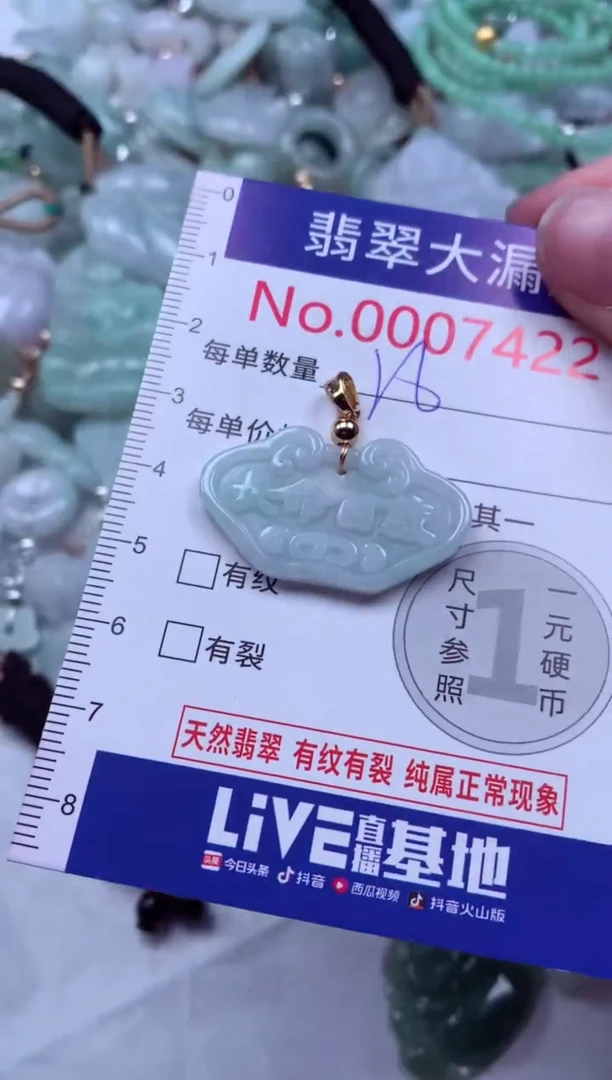 0
翡翠大漏
1
No.0007422
2
每单数量
3
每单价
4
其一
5
有纹
尺寸参照
1
一元硬币
6
有裂
7
天然翡翠 有纹有裂 纯属正常现象
8
LiVE直播基地
头条 今日头条 抖音 西瓜视频 抖音火山版